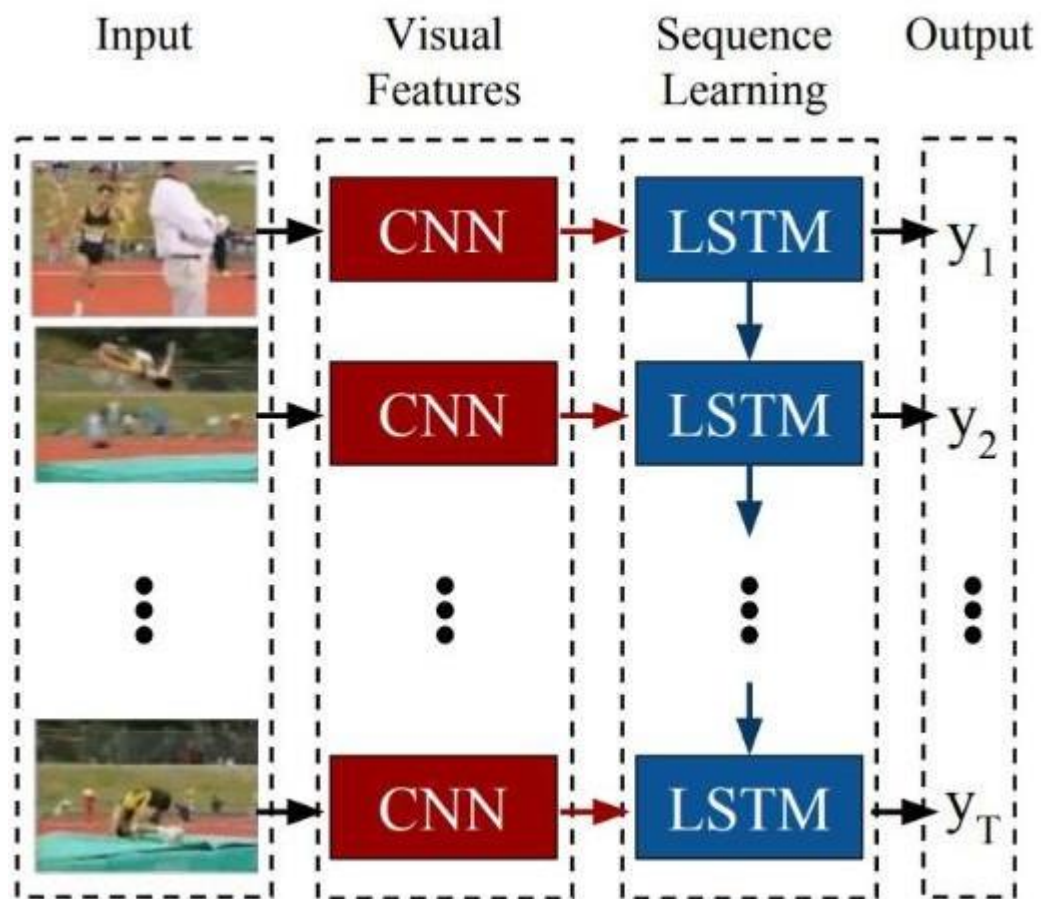 Input
Visual
Features
Sequence
Learning
Output
CNN
LSTM
y1
CNN
LSTM
y2
CNN
LSTM
yT